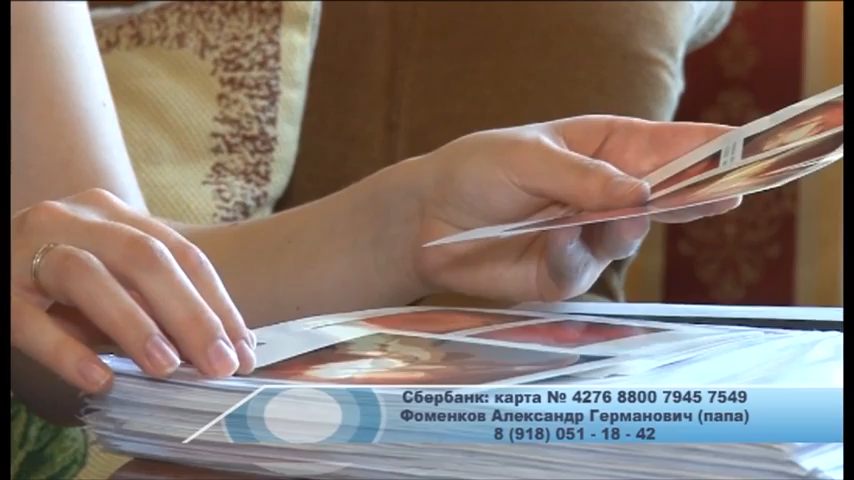 Сбербанк: карта № 4276 8800 7945 7549
Фоменков Александр Германович (папа)
8 (918) 051 - 18 - 42